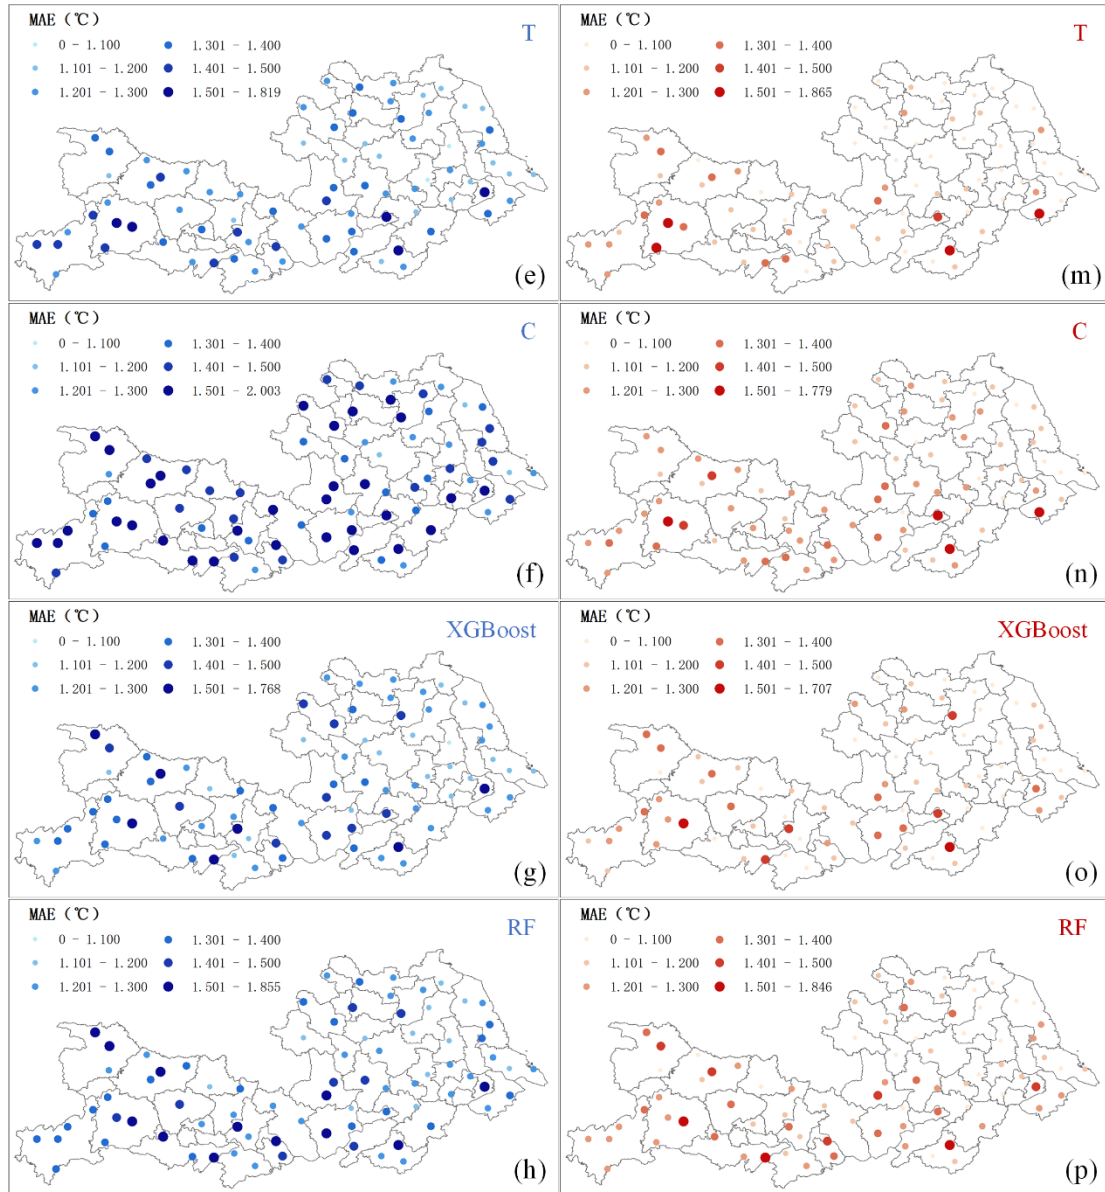 MAE (℃)
T
0 - 1.100
1.301 - 1.400
1.101 - 1.200
1.401 - 1.500
1.201 - 1.300
1.501 - 1.819
(e)
MAE (℃)
T
0 - 1.100
1.301 - 1.400
1.101 - 1.200
1.401 - 1.500
1.201 - 1.300
1.501 - 1.865
(m)
MAE (℃)
C
0 - 1.100
1.301 - 1.400
1.101 - 1.200
1.401 - 1.500
1.201 - 1.300
1.501 - 2.003
(f)
MAE (℃)
C
0 - 1.100
1.301 - 1.400
1.101 - 1.200
1.401 - 1.500
1.201 - 1.300
1.501 - 1.779
(n)
MAE (℃)
XGBoost
0 - 1.100
1.301 - 1.400
1.101 - 1.200
1.401 - 1.500
1.201 - 1.300
1.501 - 1.768
(g)
MAE (℃)
XGBoost
0 - 1.100
1.301 - 1.400
1.101 - 1.200
1.401 - 1.500
1.201 - 1.300
1.501 - 1.707
(o)
MAE (℃)
RF
0 - 1.100
1.301 - 1.400
1.101 - 1.200
1.401 - 1.500
1.201 - 1.300
1.501 - 1.855
(h)
MAE (℃)
RF
0 - 1.100
1.301 - 1.400
1.101 - 1.200
1.401 - 1.500
1.201 - 1.300
1.501 - 1.846
(p)